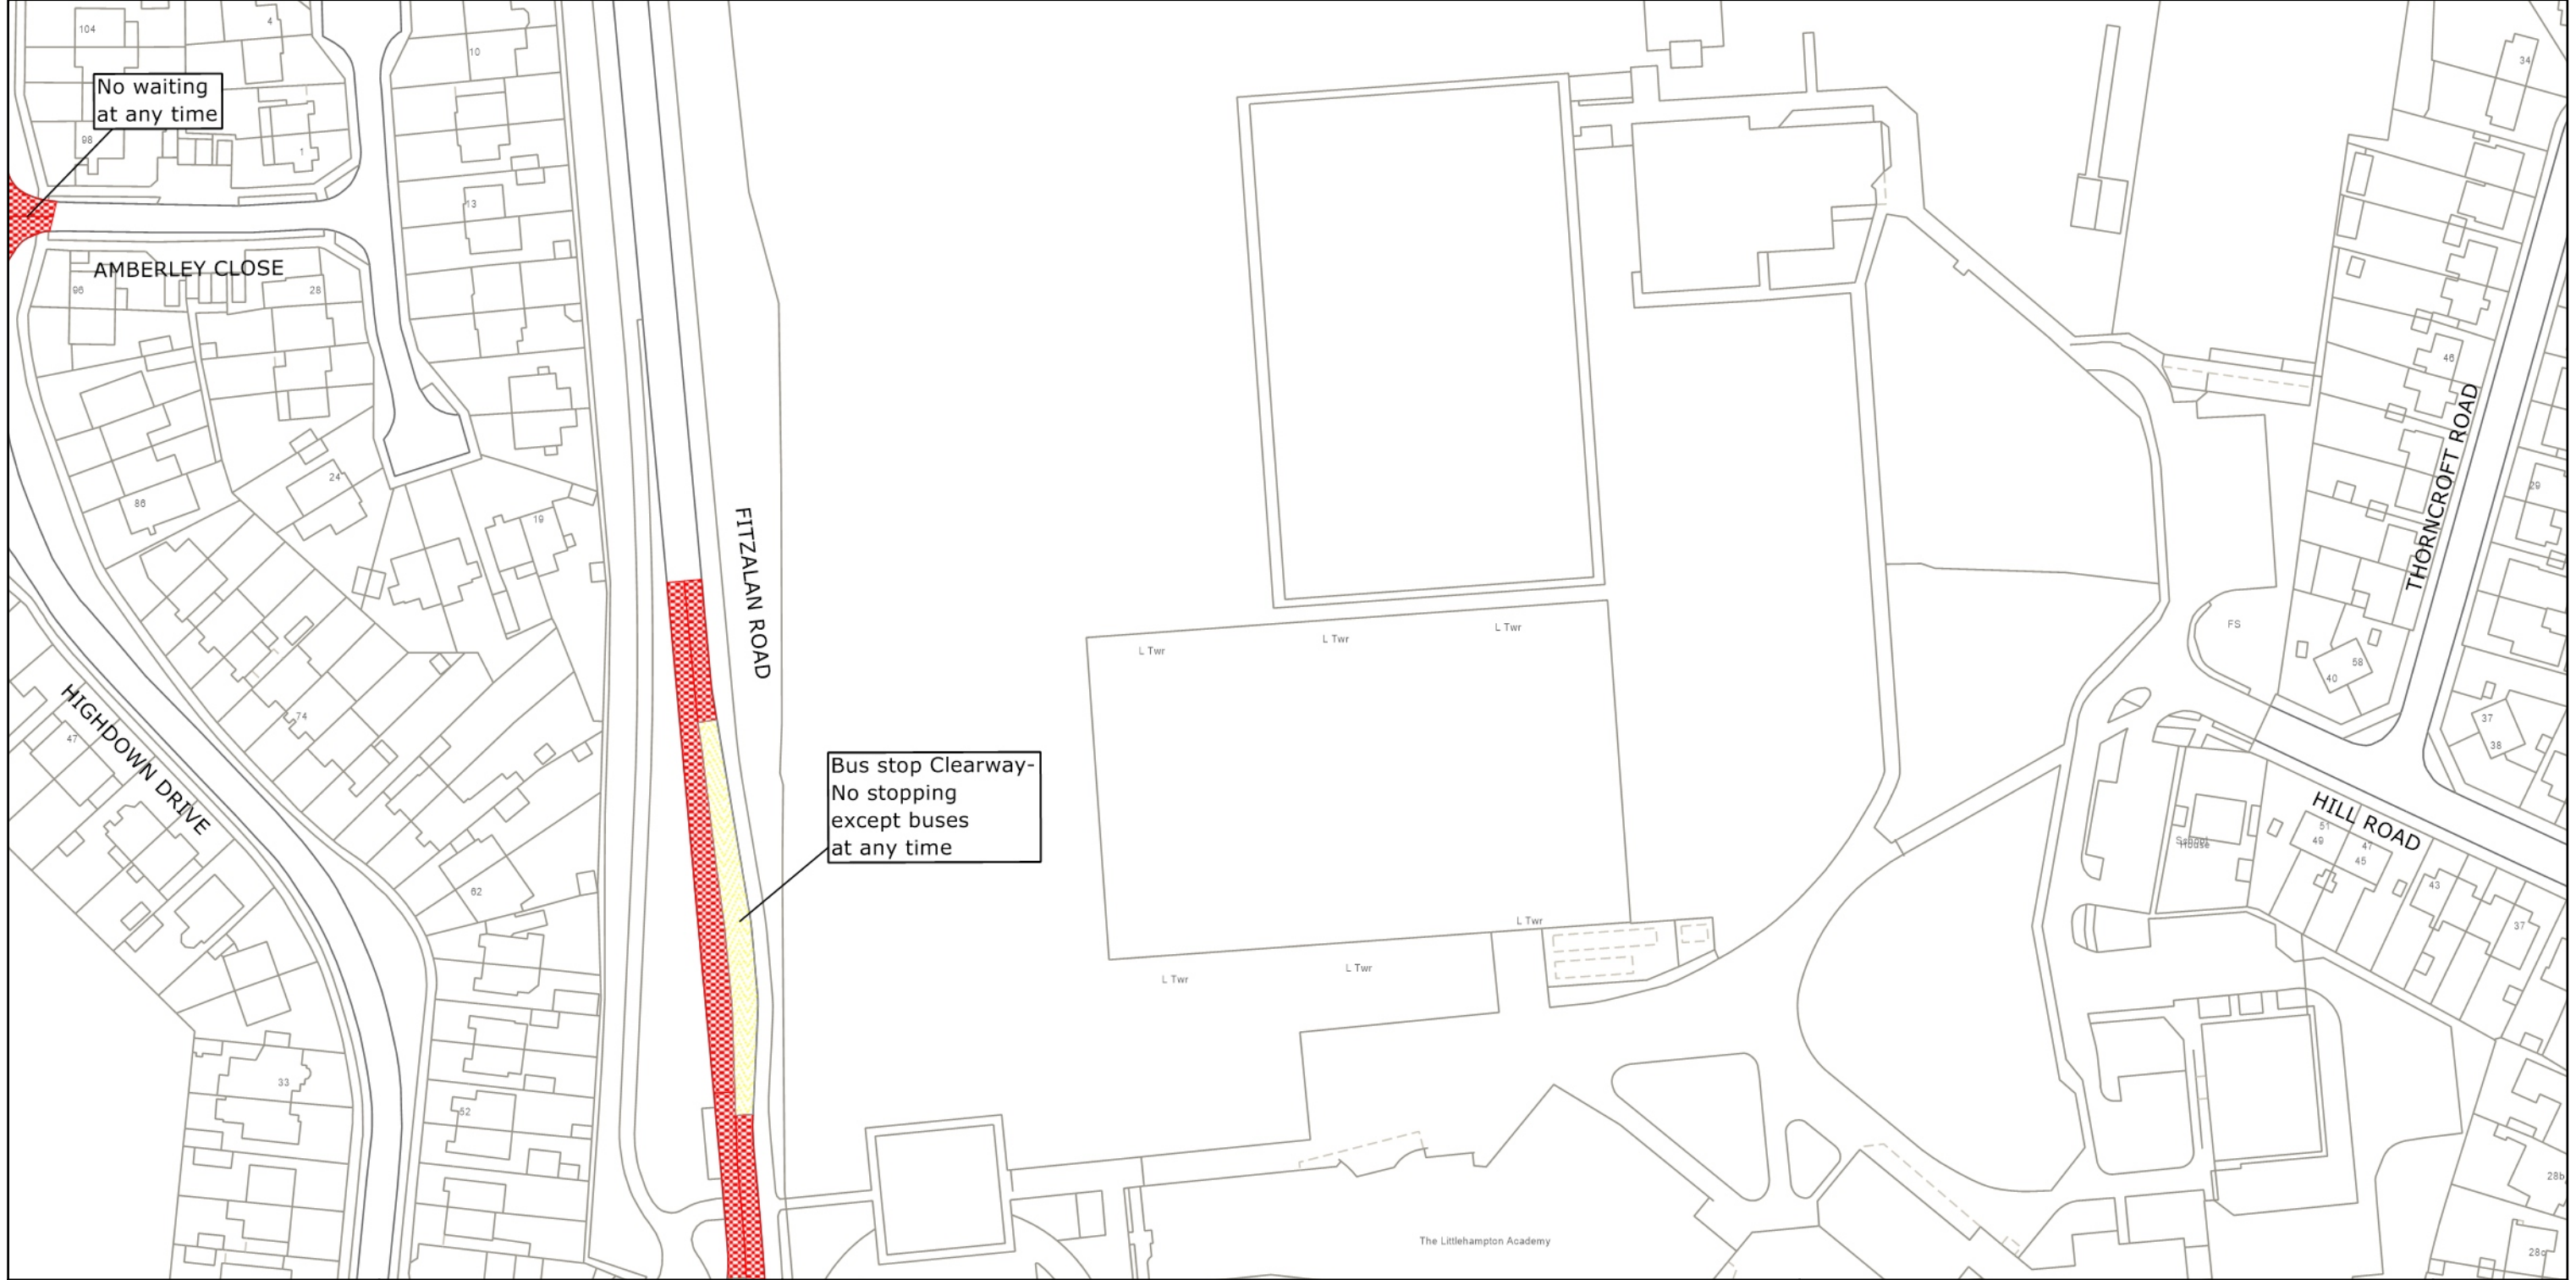 104
4
10
34
No waiting
at any time
98
1
13
AMBERLEY CLOSE
96
28
46
THORNCROFT ROAD
24
86
19
29
FITZALAN ROAD
FS
L Twr
L Twr
L Twr
58
40
HIGHDOWN DRIVE
74
47
37
38
Bus stop Clearway-
No stopping
except buses
at any time
HILL ROAD
51
49
47
45
School
House
43
37
62
L Twr
L Twr
L Twr
33
52
28b
The Littlehampton Academy
28c